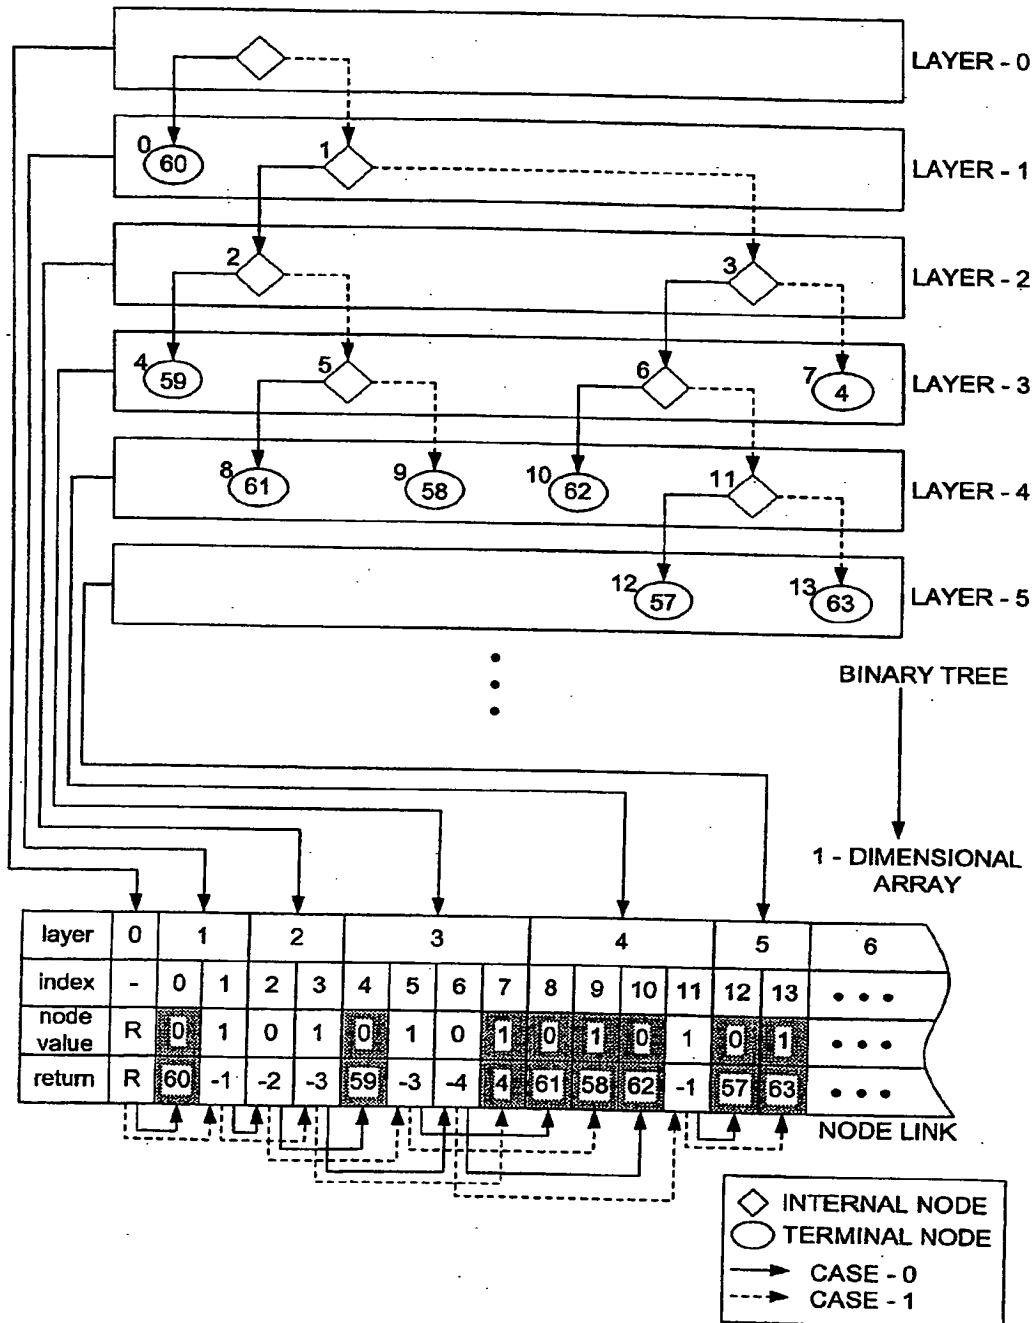 LAYER - 0
0
60
1
LAYER - 1
2
3
LAYER - 2
4
59
5
6
7
4
LAYER - 3
8
61
9
58
10
62
11
LAYER - 4
12
57
13
63
LAYER - 5
BINARY TREE
1 - DIMENSIONAL
ARRAY
layer 0 1 2 3 4 5 6
index - 0 1 2 3 4 5 6 7 8 9 10 11 12 13 • • •
node value R 0 1 0 1 0 1 0 1 0 1 0 1 0 1 • • •
return R 60 -1 -2 -3 59 -3 -4 4 61 58 62 -1 57 63 • • •
NODE LINK
INTERNAL NODE
TERMINAL NODE
CASE - 0
CASE - 1